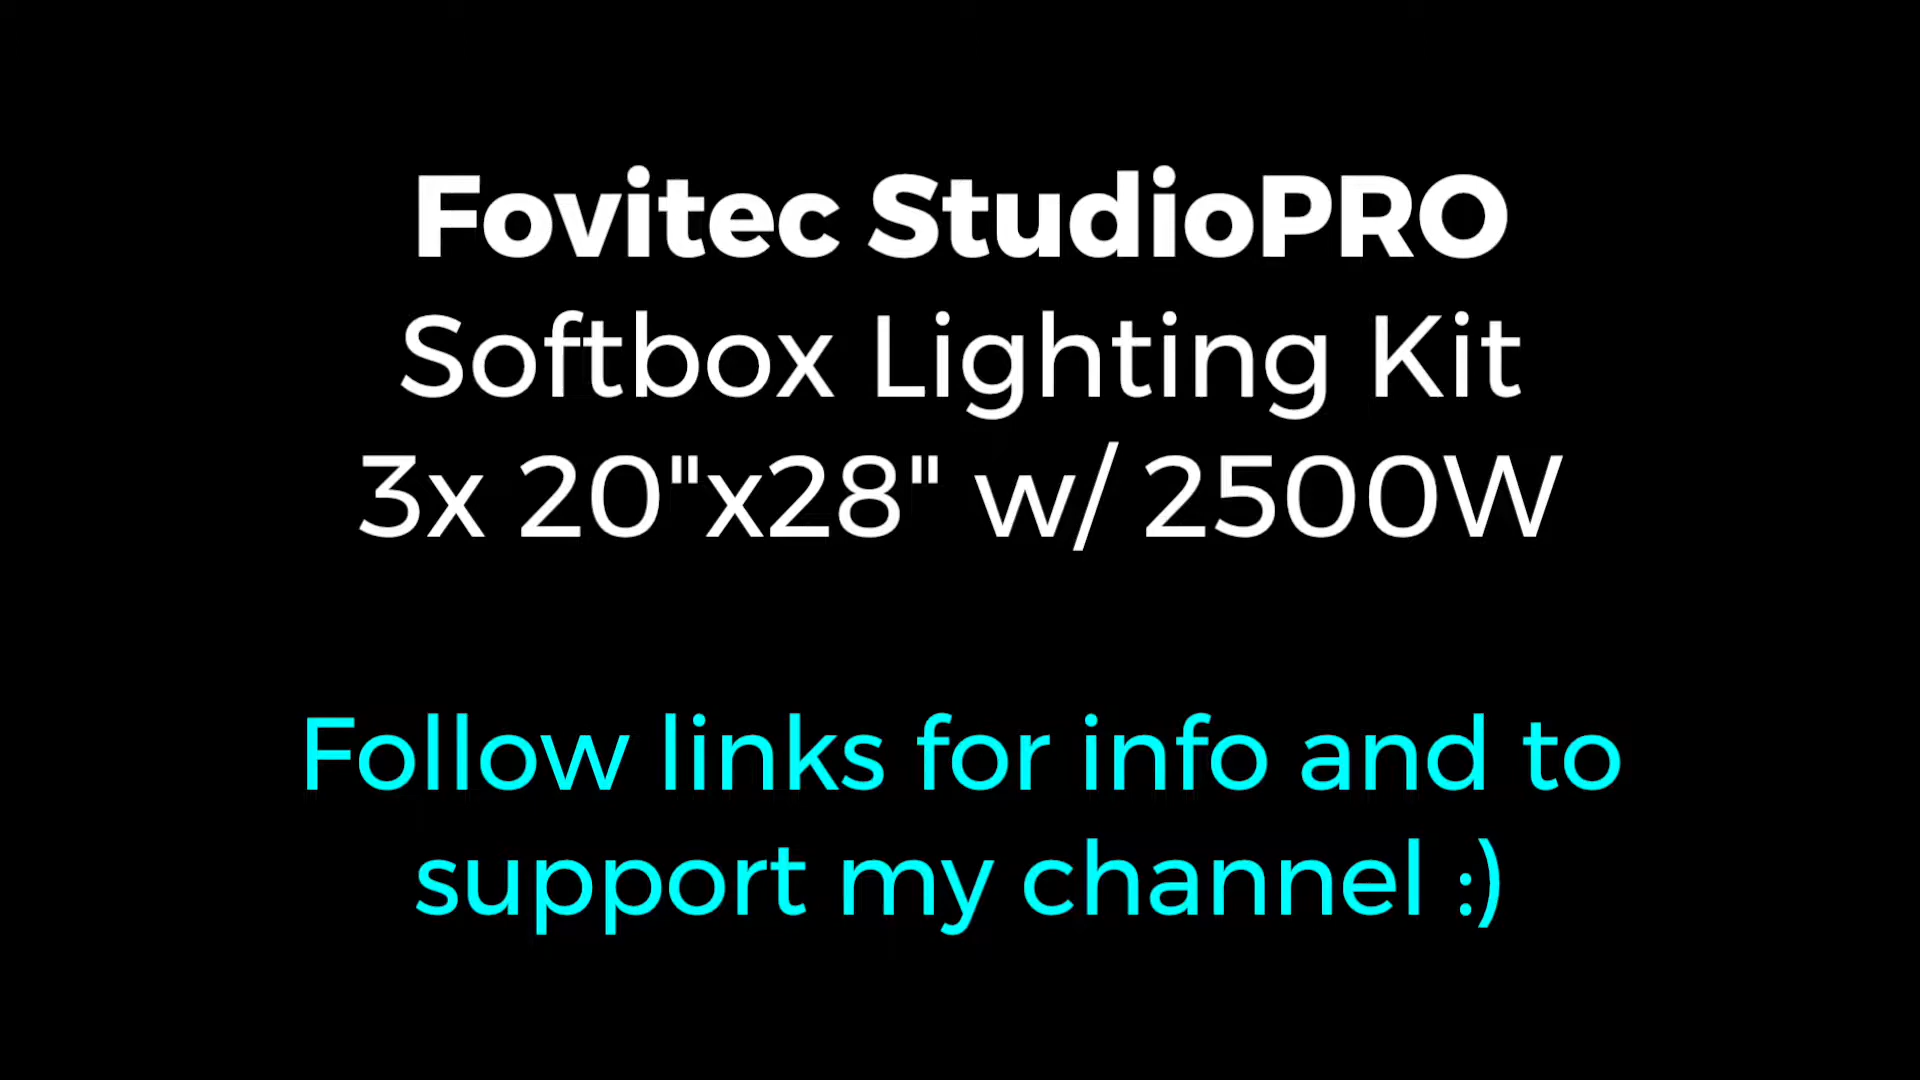 Fovitec StudioPRO
Softbox Lighting Kit
3x 20"x28" w/ 2500W
Follow links for info and to
support my channel :)